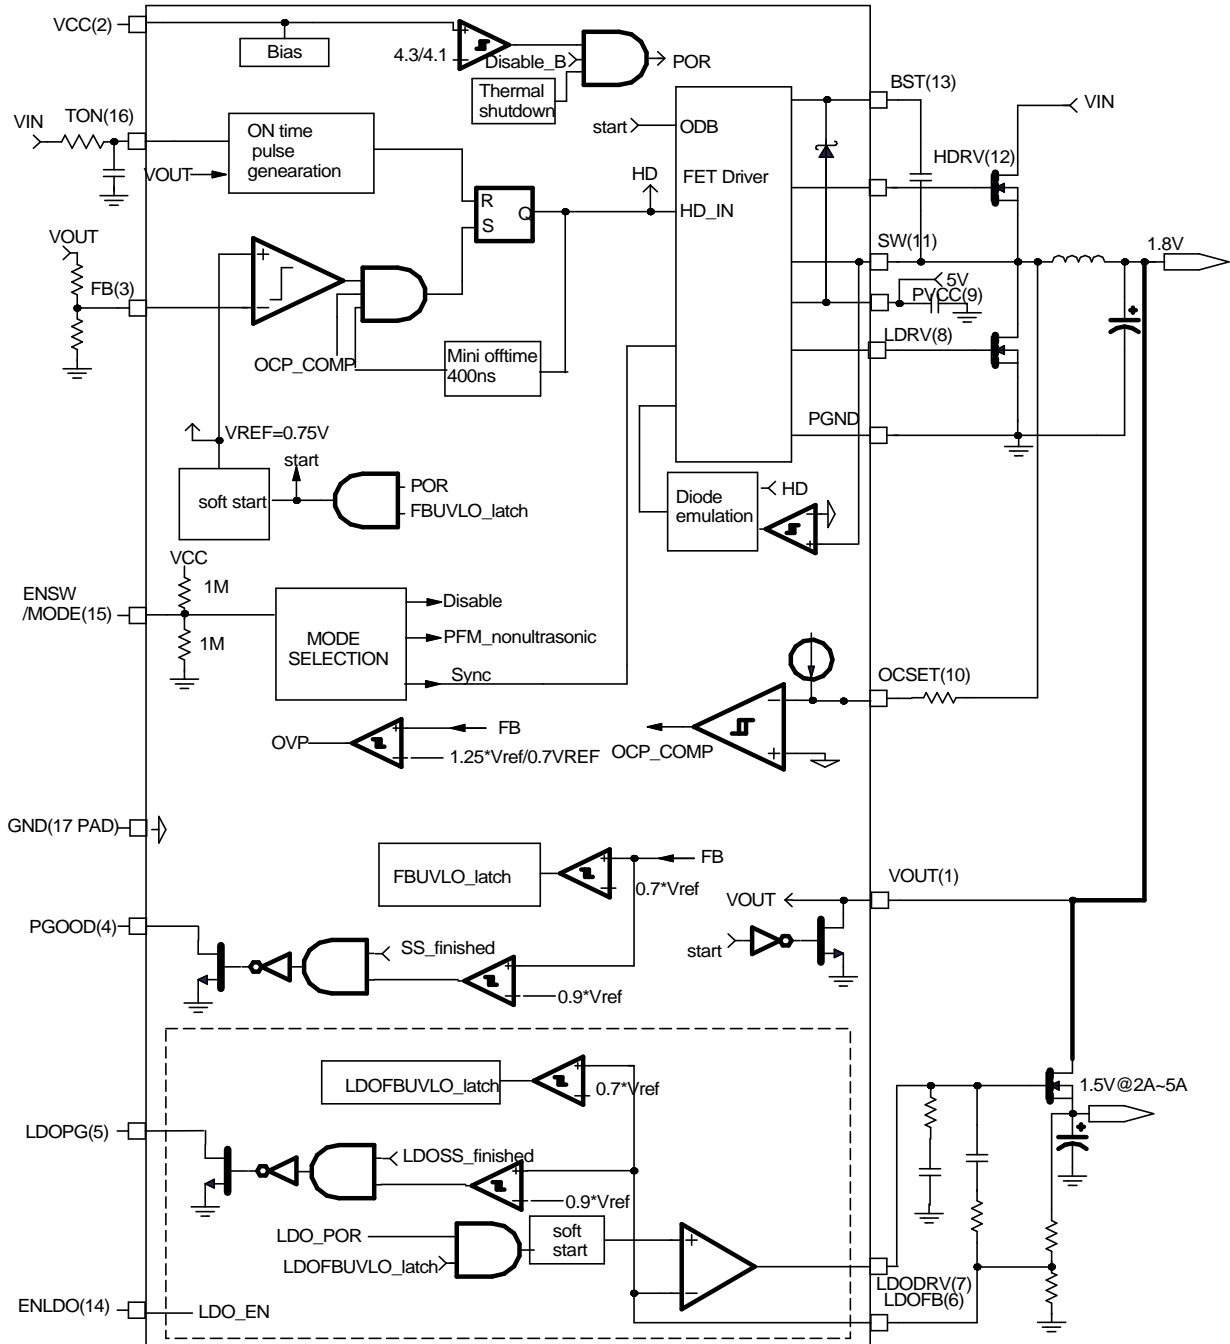 VCC(2)
Bias
4.3/4.1
Disable_B
POR
Thermal
shutdown
VIN
TON(16)
VOUT
ON time
pulse
genearation
start
ODB
FET Driver
HD
HD_IN
R
S
Q
BST(13)
VIN
HDRV(12)
SW(11)
1.8V
5V
PVCC(9)
LDRV(8)
PGND
VOUT
FB(3)
+
−
OCP_COMP
Mini offtime
400ns
VREF=0.75V
start
soft start
POR
FBUVLO_latch
Diode
emulation
HD
+
VCC
1M
1M
ENSW
/MODE(15)
MODE
SELECTION
Disable
PFM_nonultrasonic
Sync
OCSET(10)
−
+
OCP_COMP
OVP
FB
1.25*Vref/0.7VREF
GND(17 PAD)
FBUVLO_latch
FB
0.7*Vref
VOUT
VOUT(1)
start
PGOOD(4)
SS_finished
0.9*Vref
LDOFBUVLO_latch
0.7*Vref
1.5V@2A~5A
LDOPG(5)
LDOSS_finished
0.9*Vref
LDO_POR
LDOFBUVLO_latch
soft
start
+
−
LDODRV(7)
LDOFB(6)
ENLDO(14)
LDO_EN